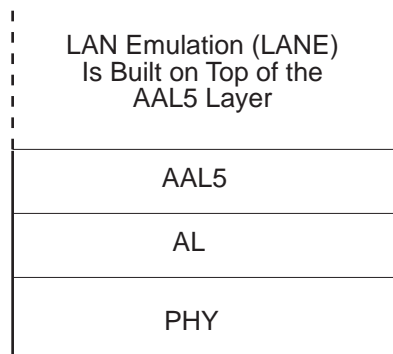 LAN Emulation (LANE)
Is Built on Top of the
AAL5 Layer
AAL5
AL
PHY